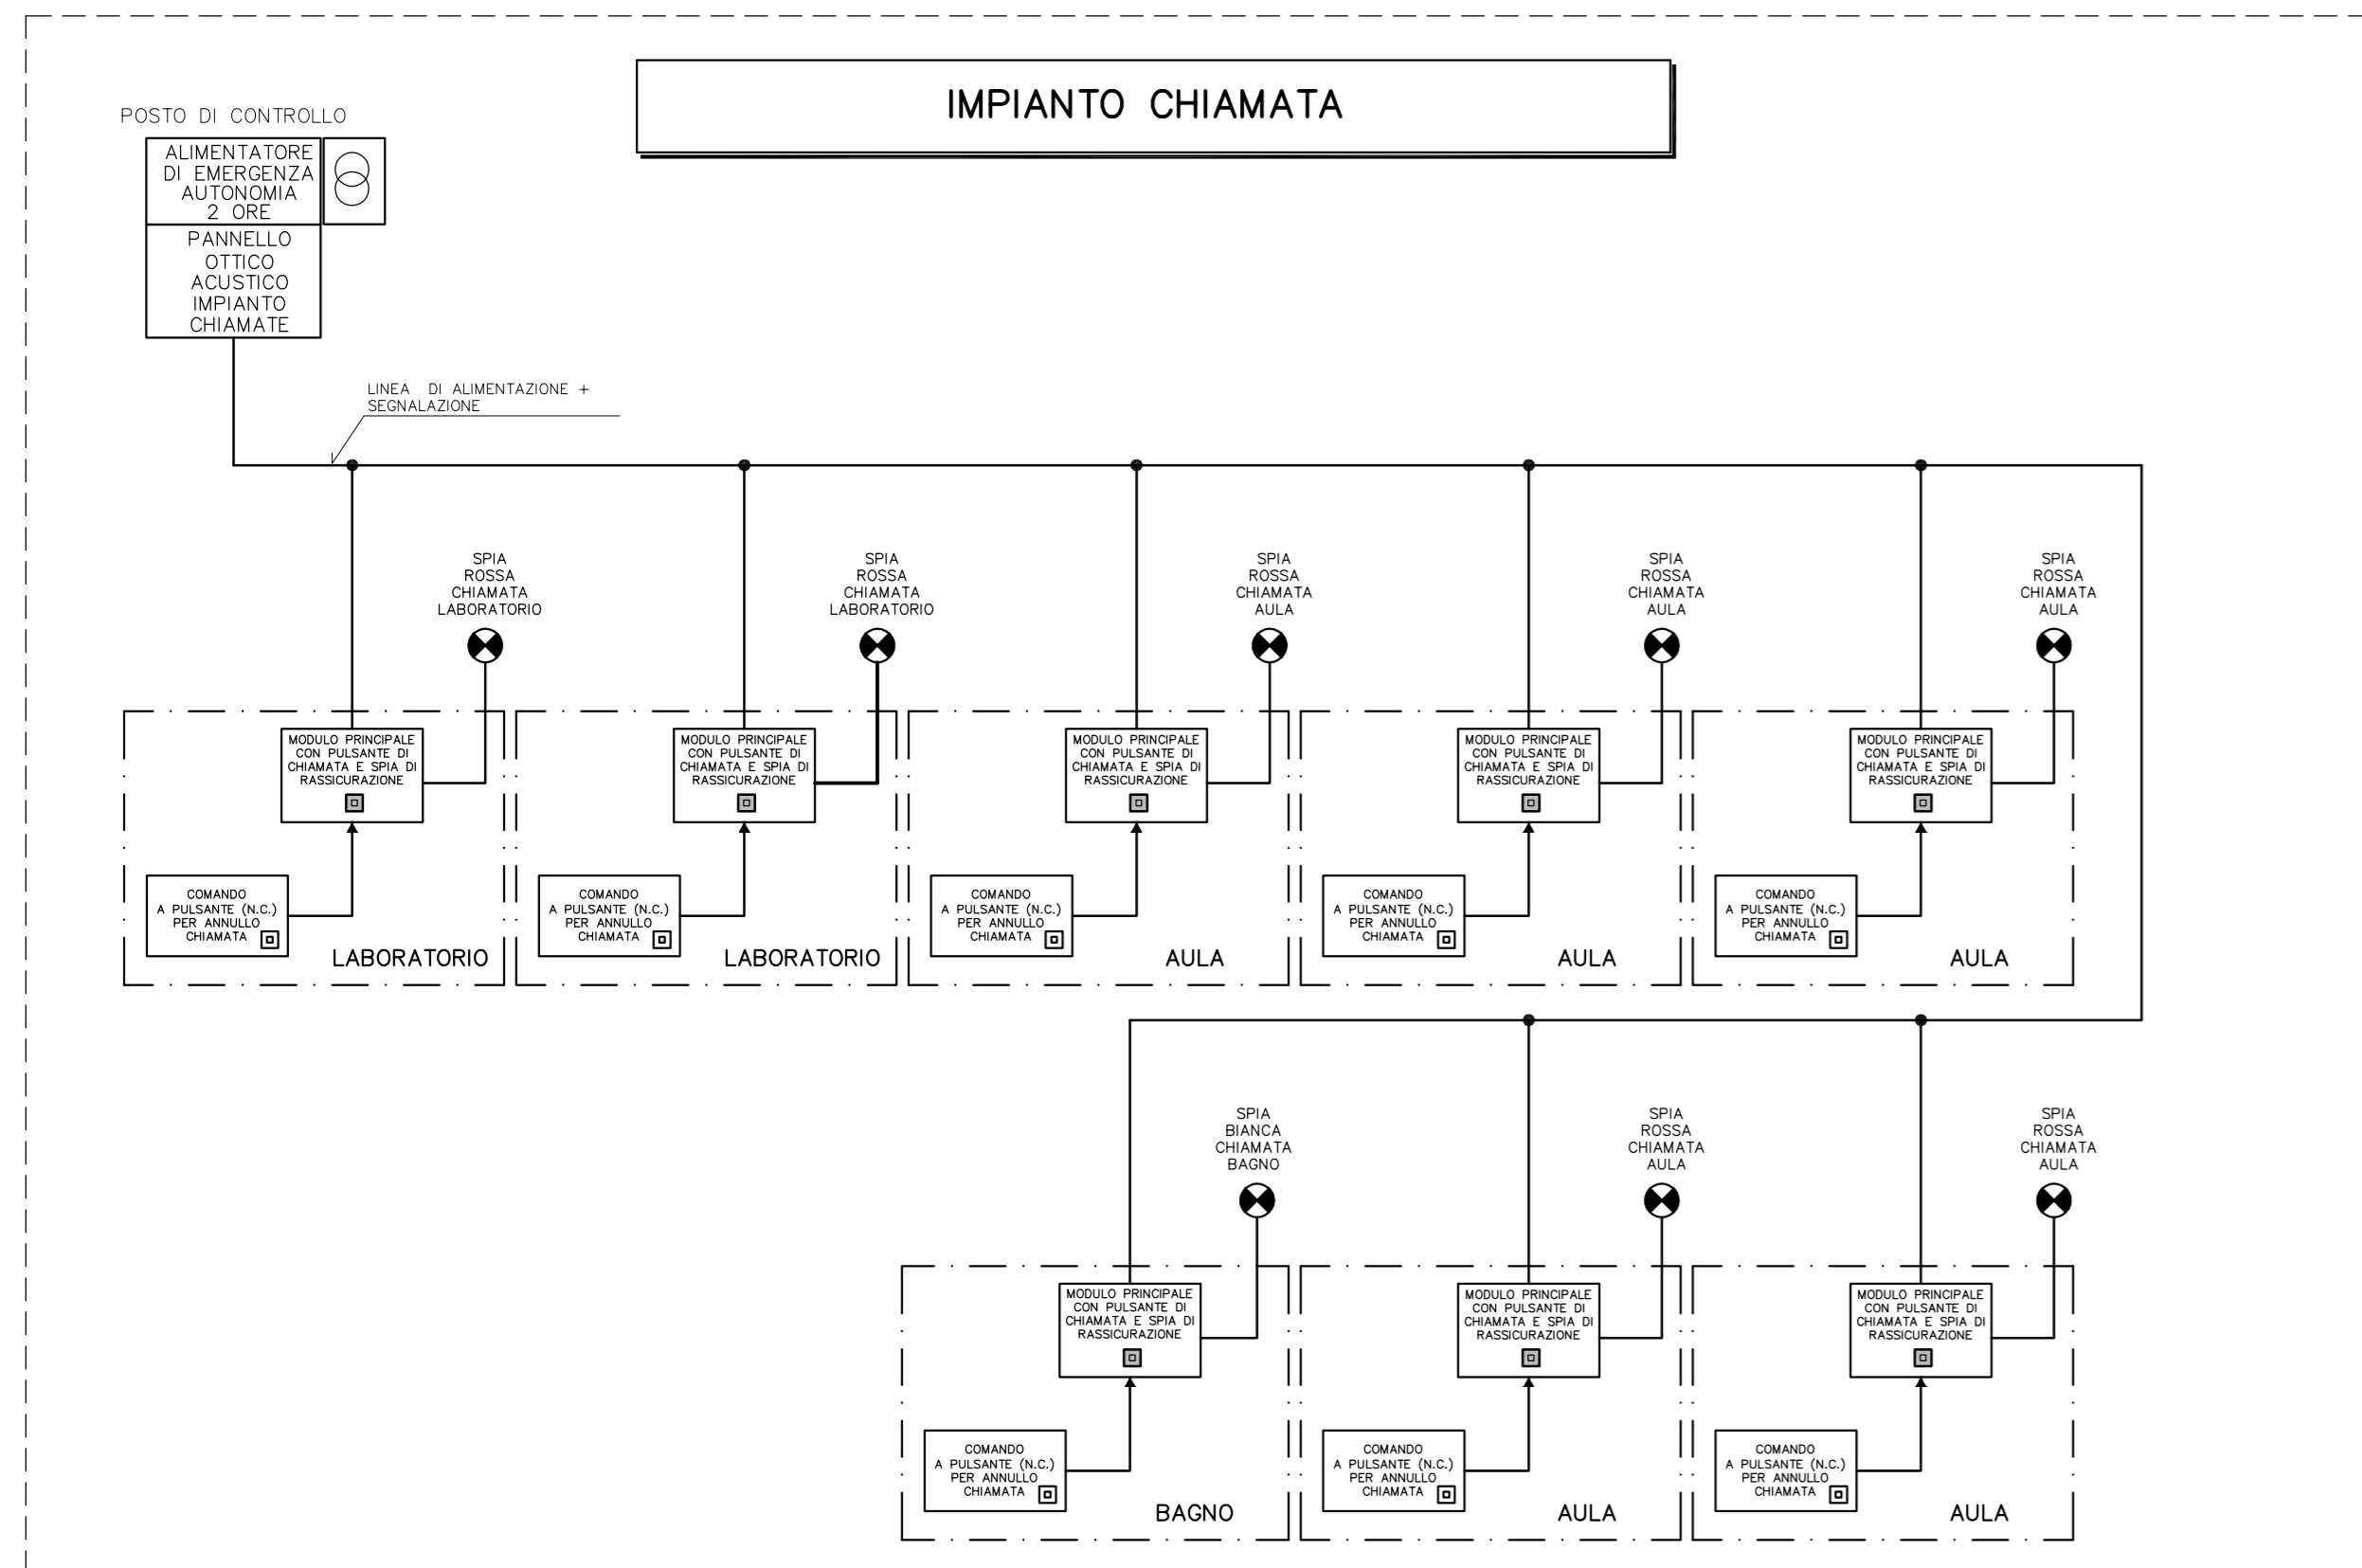 IMPIANTO CHIAMATA
POSTO DI CONTROLLO
ALIMENTATORE
DI EMERGENZA
AUTONOMIA
2 ORE
PANNELLO
OTTICO
ACUSTICO
IMPIANTO
CHIAMATE
LINEA DI ALIMENTAZIONE +
SEGNALAZIONE
SPIA
ROSSA
CHIAMATA
LABORATORIO
SPIA
ROSSA
CHIAMATA
LABORATORIO
SPIA
ROSSA
CHIAMATA
AULA
SPIA
ROSSA
CHIAMATA
AULA
SPIA
ROSSA
CHIAMATA
AULA
MODULO PRINCIPALE
CON PULSANTE DI
CHIAMATA E SPIA DI
RASSICURAZIONE
COMANDO
A PULSANTE (N.C.)
PER ANNULLO
CHIAMATA
LABORATORIO
MODULO PRINCIPALE
CON PULSANTE DI
CHIAMATA E SPIA DI
RASSICURAZIONE
COMANDO
A PULSANTE (N.C.)
PER ANNULLO
CHIAMATA
LABORATORIO
MODULO PRINCIPALE
CON PULSANTE DI
CHIAMATA E SPIA DI
RASSICURAZIONE
COMANDO
A PULSANTE (N.C.)
PER ANNULLO
CHIAMATA
AULA
MODULO PRINCIPALE
CON PULSANTE DI
CHIAMATA E SPIA DI
RASSICURAZIONE
COMANDO
A PULSANTE (N.C.)
PER ANNULLO
CHIAMATA
AULA
MODULO PRINCIPALE
CON PULSANTE DI
CHIAMATA E SPIA DI
RASSICURAZIONE
COMANDO
A PULSANTE (N.C.)
PER ANNULLO
CHIAMATA
AULA
SPIA
BIANCA
CHIAMATA
BAGNO
SPIA
ROSSA
CHIAMATA
AULA
SPIA
ROSSA
CHIAMATA
AULA
MODULO PRINCIPALE
CON PULSANTE DI
CHIAMATA E SPIA DI
RASSICURAZIONE
COMANDO
A PULSANTE (N.C.)
PER ANNULLO
CHIAMATA
BAGNO
MODULO PRINCIPALE
CON PULSANTE DI
CHIAMATA E SPIA DI
RASSICURAZIONE
COMANDO
A PULSANTE (N.C.)
PER ANNULLO
CHIAMATA
AULA
MODULO PRINCIPALE
CON PULSANTE DI
CHIAMATA E SPIA DI
RASSICURAZIONE
COMANDO
A PULSANTE (N.C.)
PER ANNULLO
CHIAMATA
AULA